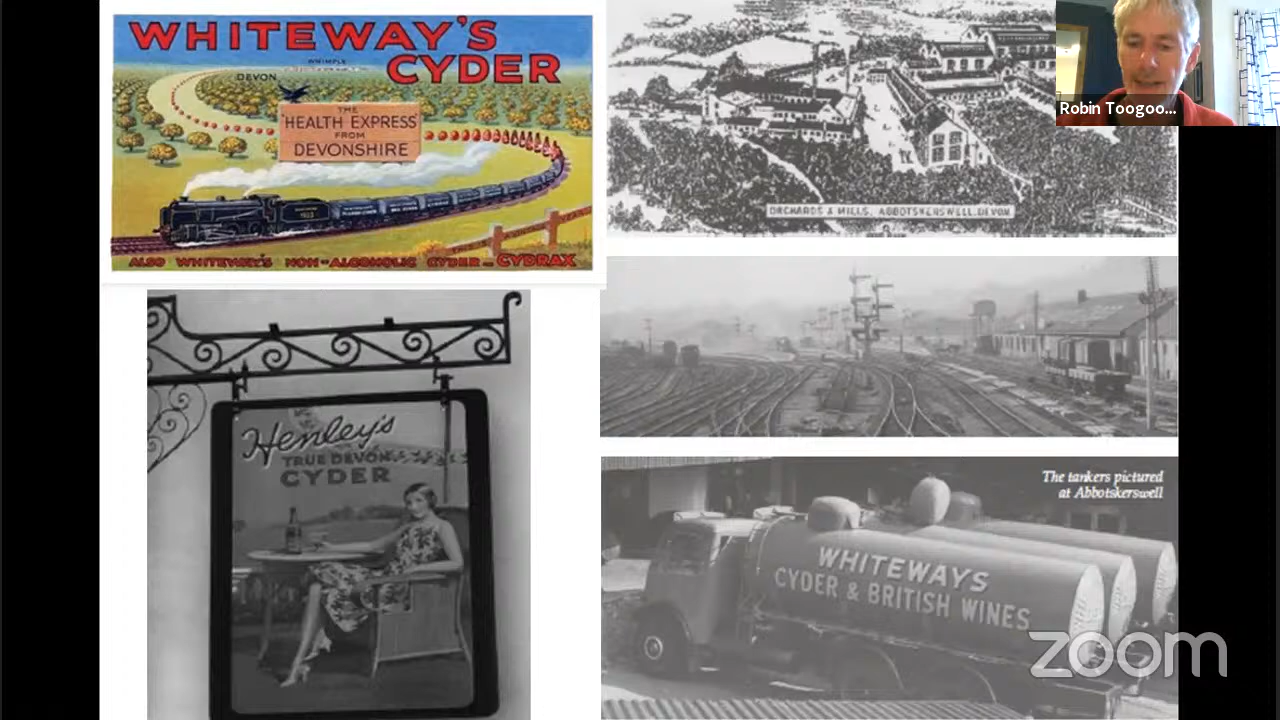 WHITEWAY'S
CYDER
WHIMPLE
DEVON
THE
'HEALTH EXPRESS'
FROM
DEVONSHIRE
ALSO WHITEWAY'S NON-ALCOHOLIC CYDER - CYDRAX
ORCHARDS & MILLS, ABBOTSKERSWELL, DEVON
Robin Toogoo...
Henley's
TRUE DEVON
CYDER
The tankers pictured
at Abbotskerswell
WHITEWAYS
CYDER & BRITISH WINES
zoom